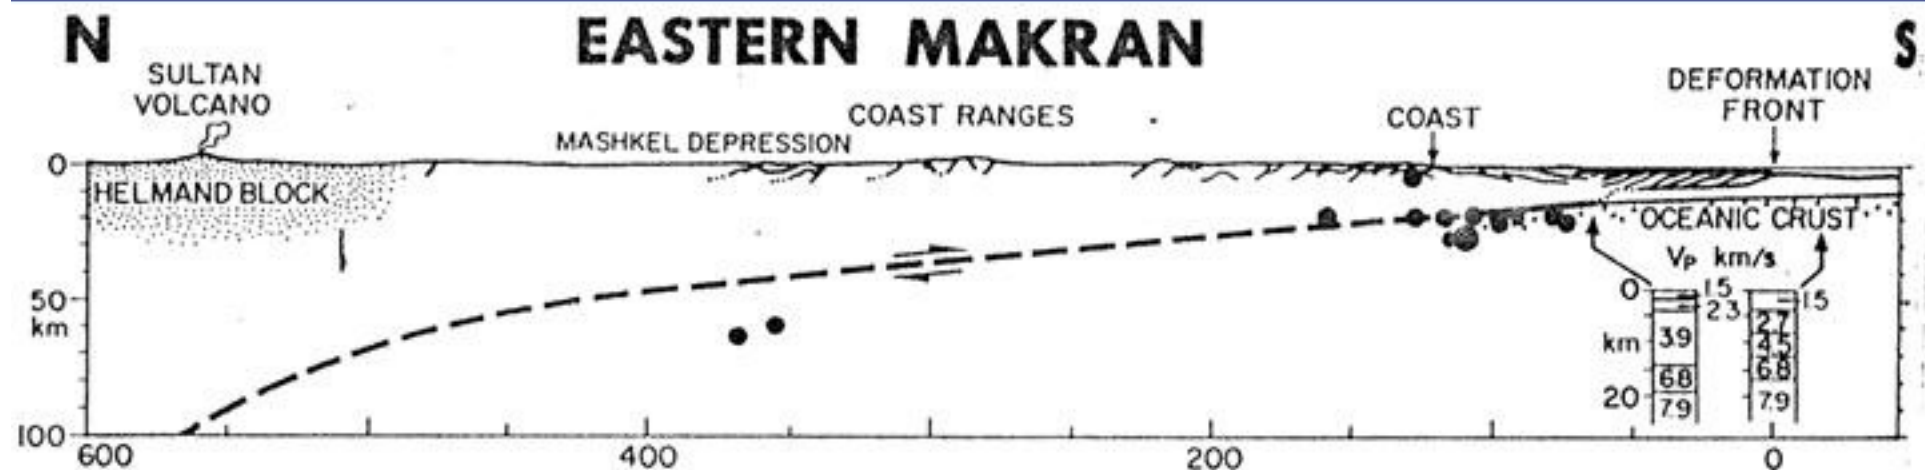 N EASTERN MAKRAN S
SULTAN
VOLCANO
DEFORMATION
FRONT
COAST RANGES
COAST
MASHKEL DEPRESSION
0
HELMAND BLOCK
OCEANIC CRUST
Vp km/s
50
km
0
1.5
2.3
1.5
km
3.9
2.7
4.5
6.8
6.8
20
7.9
7.9
100
600 400 200 0